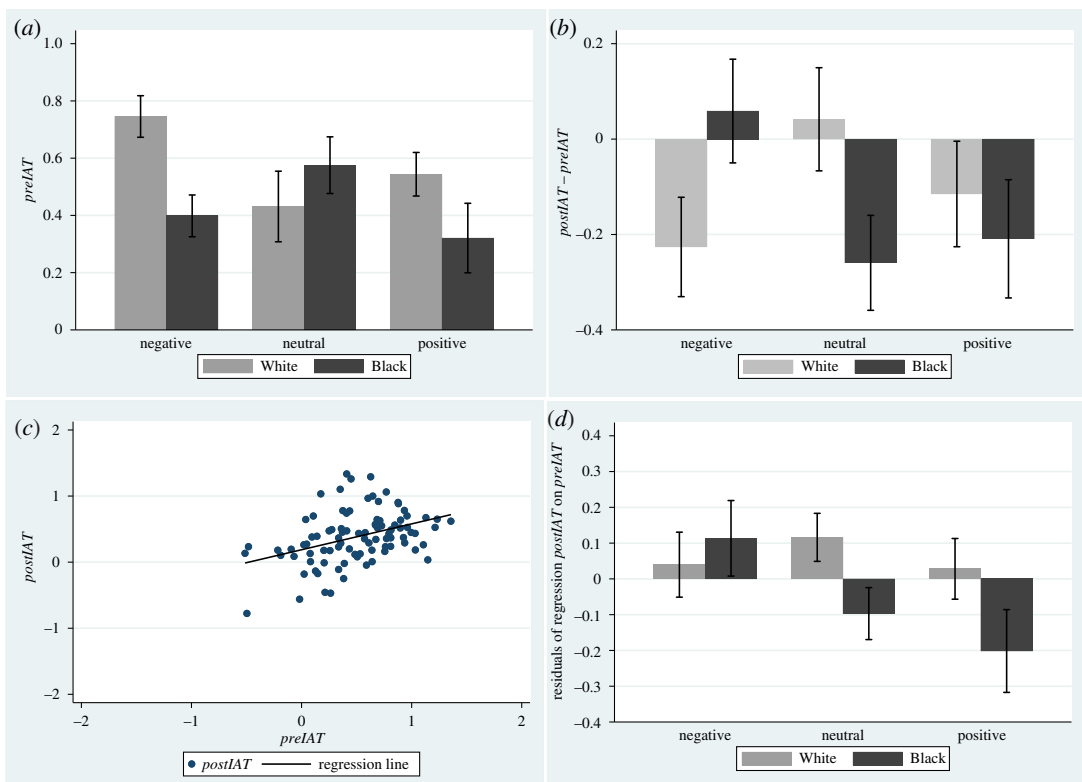 (a)
preIAT
1.0
0.8
0.6
0.4
0.2
0
negative neutral positive
White Black
(b)
postIAT – preIAT
0.2
0
–0.2
–0.4
negative neutral positive
White Black
(c)
postIAT
2
1
0
–1
–2
–2 –1 0 1 2
preIAT
postIAT regression line
(d)
residuals of regression postIAT on preIAT
0.4
0.3
0.2
0.1
0
–0.1
–0.2
–0.3
–0.4
negative neutral positive
White Black